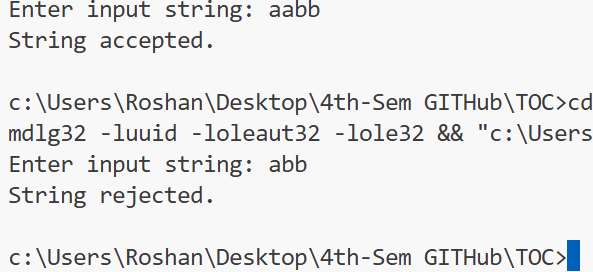 Enter input string: aabb
String accepted.
c:\Users\Roshan\Desktop\4th-Sem GITHub\TOC>cd
mdlg32 -luuid -loleaut32 -lole32 && "c:\Users
Enter input string: abb
String rejected.
c:\Users\Roshan\Desktop\4th-Sem GITHub\TOC>